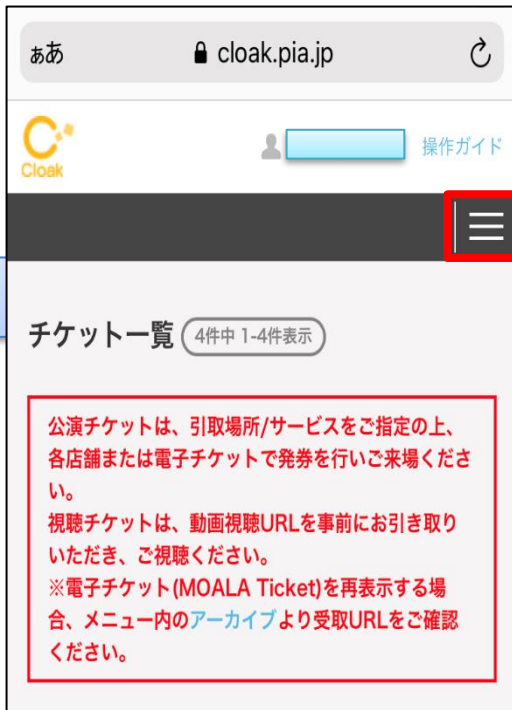 ぁあ cloak.pia.jp
Cloak 操作ガイド
チケット一覧 4件中 1-4件表示
公演チケットは、引取場所/サービスをご指定の上、
各店舗または電子チケットで発券を行いご来場くださ
い。
視聴チケットは、動画視聴URLを事前にお引き取り
いただき、ご視聴ください。
※電子チケット(MOALA Ticket)を再表示する場
合、メニュー内のアーカイブより受取URLをご確認
ください。